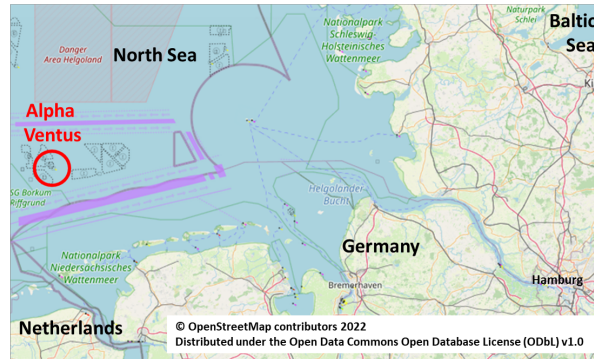 Nationalpark
Schleswig-
Holsteinisches
Wattenmeer
Naturpark
Schlei
Baltic
Sea
Danger
Area Helgoland
North Sea
Alpha
Ventus
SG Borkum
Riffgrund
Helgoländer
Bucht
Nationalpark
Niedersächsisches
Wattenmeer
Germany
Bremerhaven
Hamburg
Netherlands
© OpenStreetMap contributors 2022
Distributed under the Open Data Commons Open Database License (ODbL) v1.0